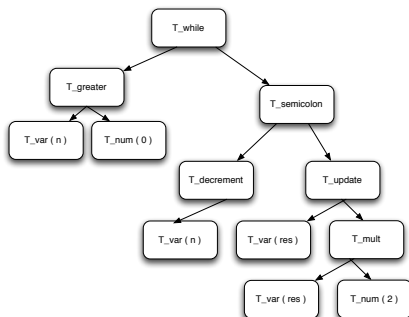 T_while
T_greater
T_semicolon
T_var ( n )
T_num ( 0 )
T_decrement
T_update
T_var ( n )
T_var ( res )
T_mult
T_var ( res )
T_num ( 2 )